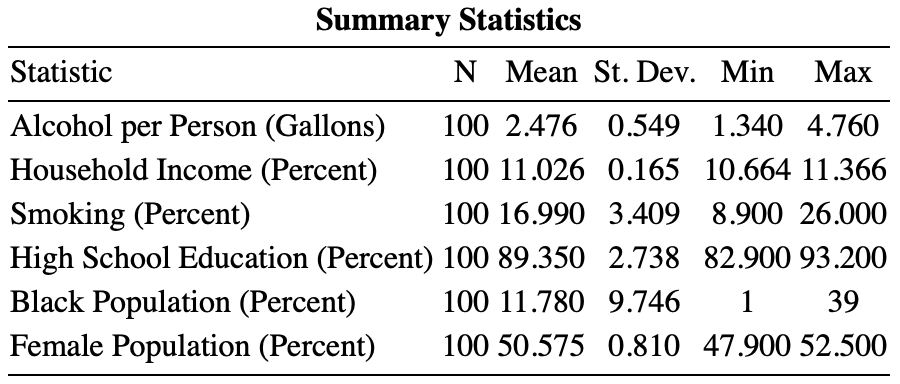 Summary Statistics
Statistic N Mean St. Dev. Min Max
Alcohol per Person (Gallons) 100 2.476 0.549 1.340 4.760
Household Income (Percent) 100 11.026 0.165 10.664 11.366
Smoking (Percent) 100 16.990 3.409 8.900 26.000
High School Education (Percent) 100 89.350 2.738 82.900 93.200
Black Population (Percent) 100 11.780 9.746 1 39
Female Population (Percent) 100 50.575 0.810 47.900 52.500